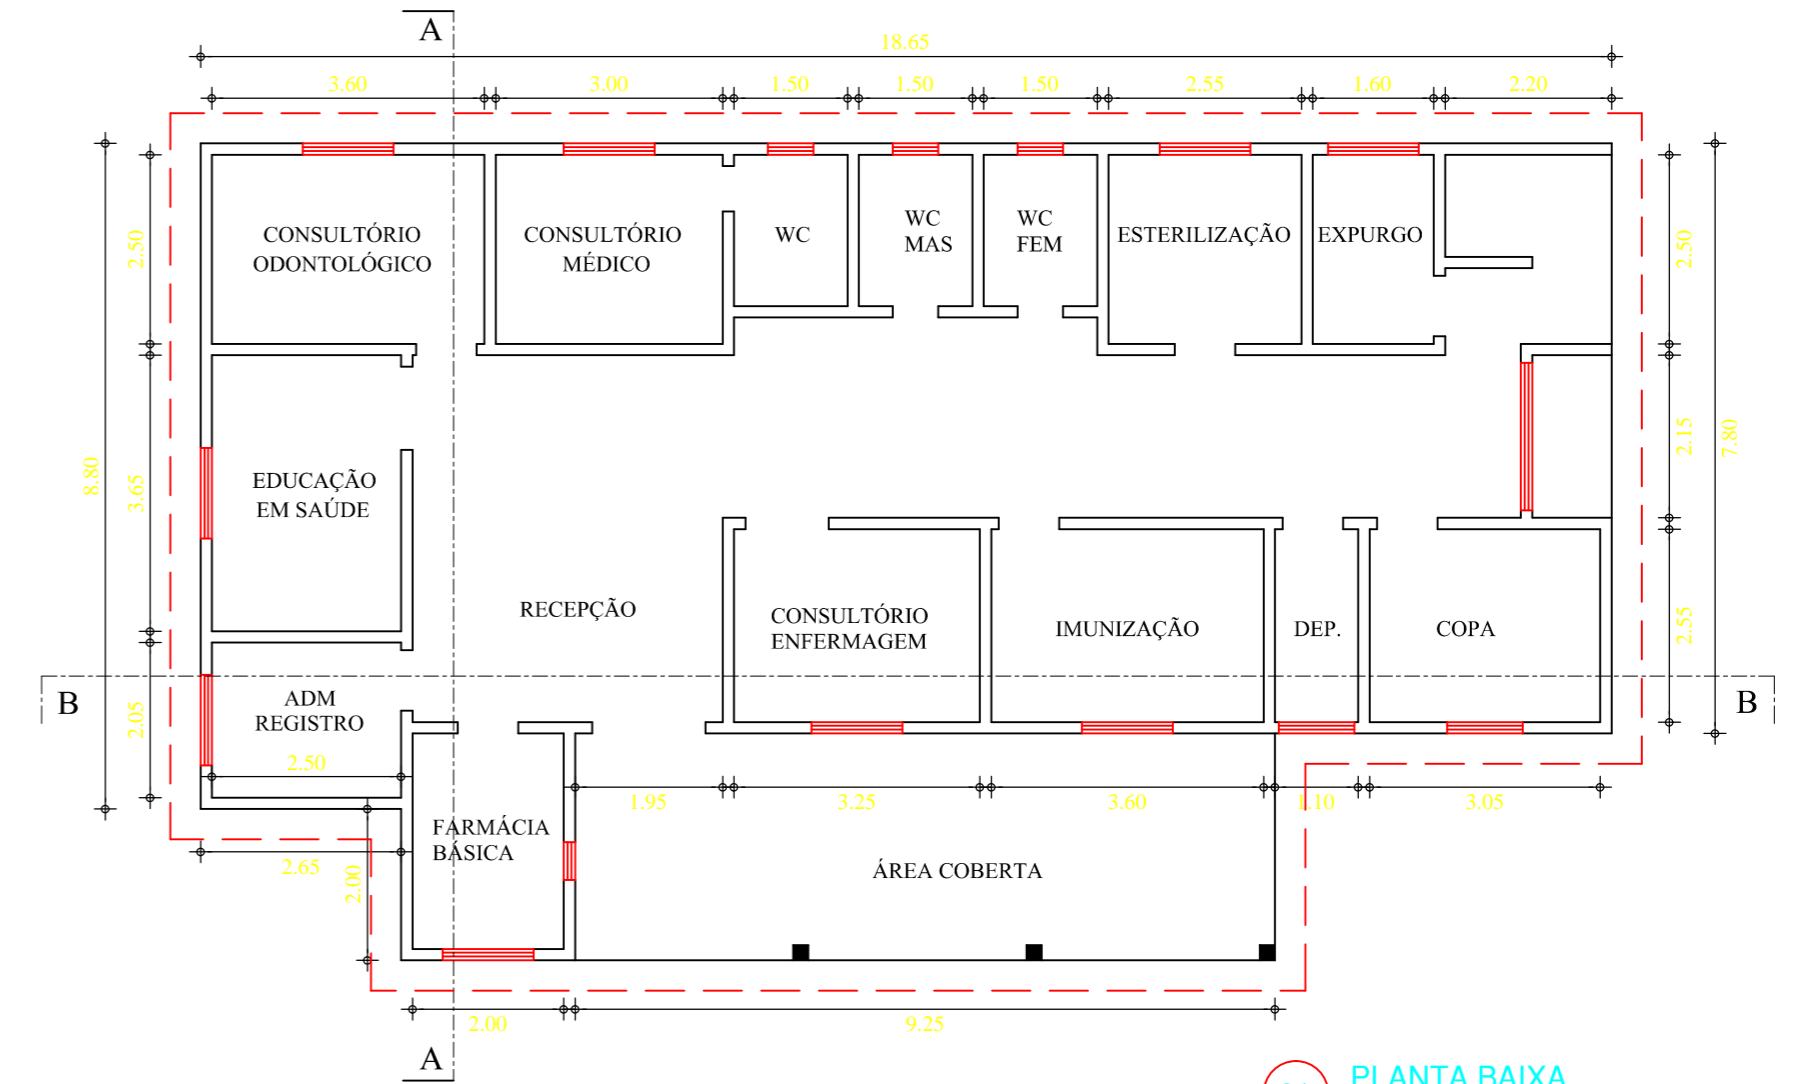 A
18.65
3.60
3.00
1.50
1.50
1.50
2.55
1.60
2.20
CONSULTÓRIO
ODONTOLÓGICO
CONSULTÓRIO
MÉDICO
WC
WC
MAS
WC
FEM
ESTERILIZAÇÃO
EXPURGO
2.50
2.50
8.80
3.65
EDUCAÇÃO
EM SAÚDE
2.15
7.80
RECEPÇÃO
CONSULTÓRIO
ENFERMAGEM
IMUNIZAÇÃO
DEP.
COPA
2.55
B
2.05
ADM
REGISTRO
B
2.50
1.95
3.25
3.60
1.10
3.05
FARMÁCIA
BÁSICA
2.65
2.00
ÁREA COBERTA
2.00
9.25
A
PLANTA BAIXA